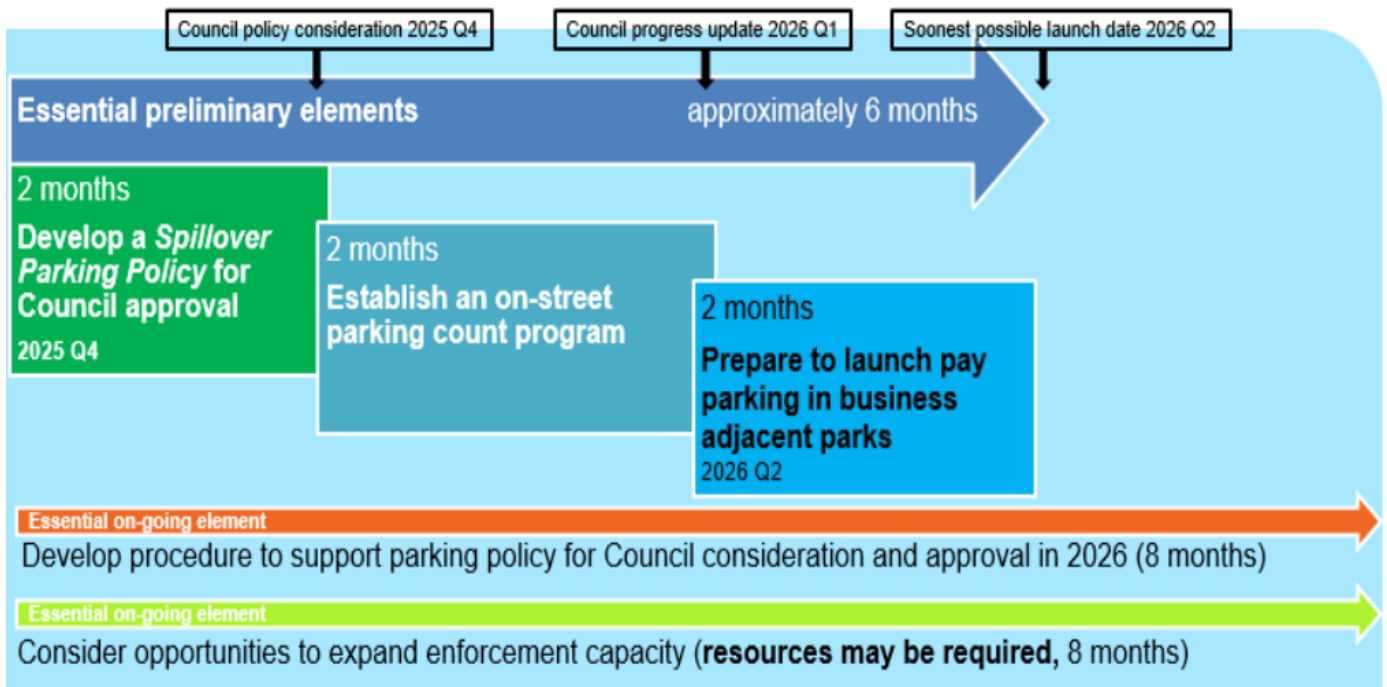 Council policy consideration 2025 Q4
Council progress update 2026 Q1
Soonest possible launch date 2026 Q2
Essential preliminary elements
approximately 6 months
2 months
Develop a Spillover
Parking Policy for
Council approval
2025 Q4
2 months
Establish an on-street
parking count program
2 months
Prepare to launch pay
parking in business
adjacent parks
2026 Q2
Essential on-going element
Develop procedure to support parking policy for Council consideration and approval in 2026 (8 months)
Essential on-going element
Consider opportunities to expand enforcement capacity (resources may be required, 8 months)